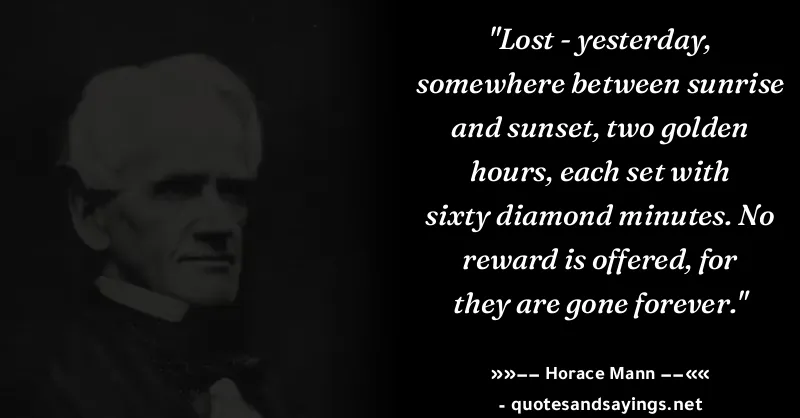 "Lost - yesterday,
somewhere between sunrise
and sunset, two golden
hours, each set with
sixty diamond minutes. No
reward is offered, for
they are gone forever."
»»−− Horace Mann −−««
- quotesandsayings.net